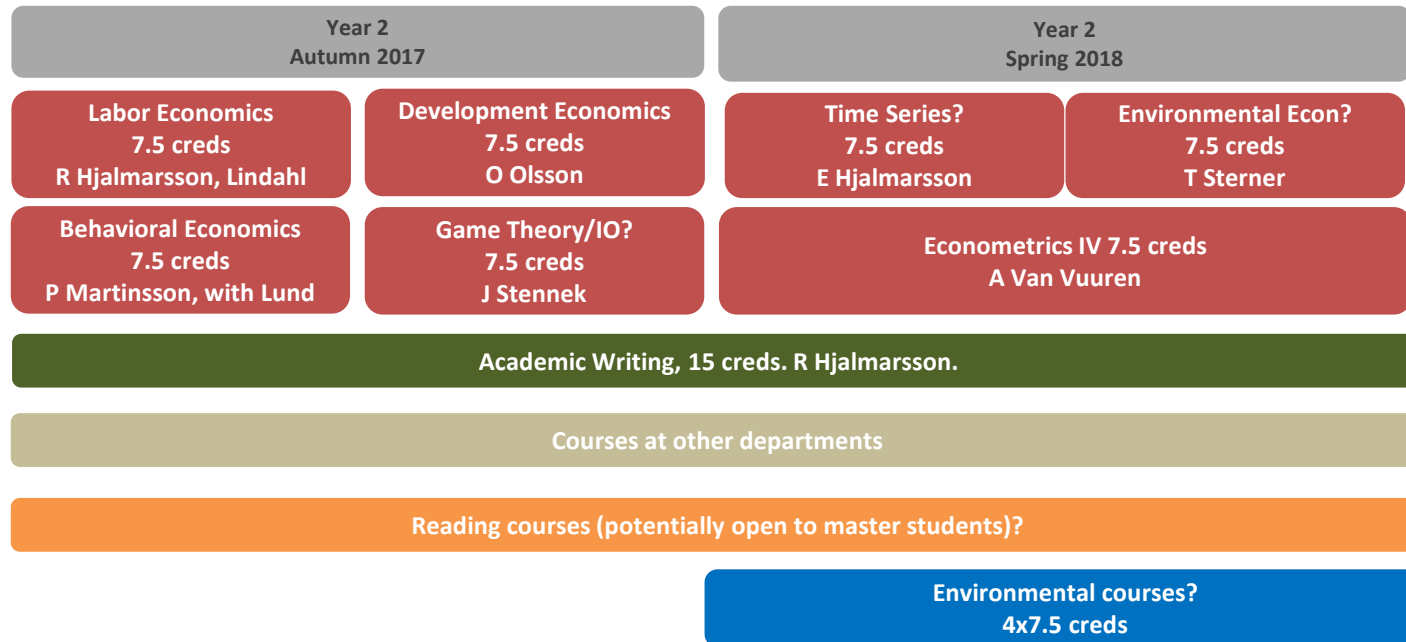 Year 2
Autumn 2017
Year 2
Spring 2018
Labor Economics
7.5 creds
R Hjalmarsson, Lindahl
Development Economics
7.5 creds
O Olsson
Time Series?
7.5 creds
E Hjalmarsson
Environmental Econ?
7.5 creds
T Sterner
Behavioral Economics
7.5 creds
P Martinsson, with Lund
Game Theory/IO?
7.5 creds
J Stennek
Econometrics IV 7.5 creds
A Van Vuuren
Academic Writing, 15 creds. R Hjalmarsson.
Courses at other departments
Reading courses (potentially open to master students)?
Environmental courses?
4x7.5 creds